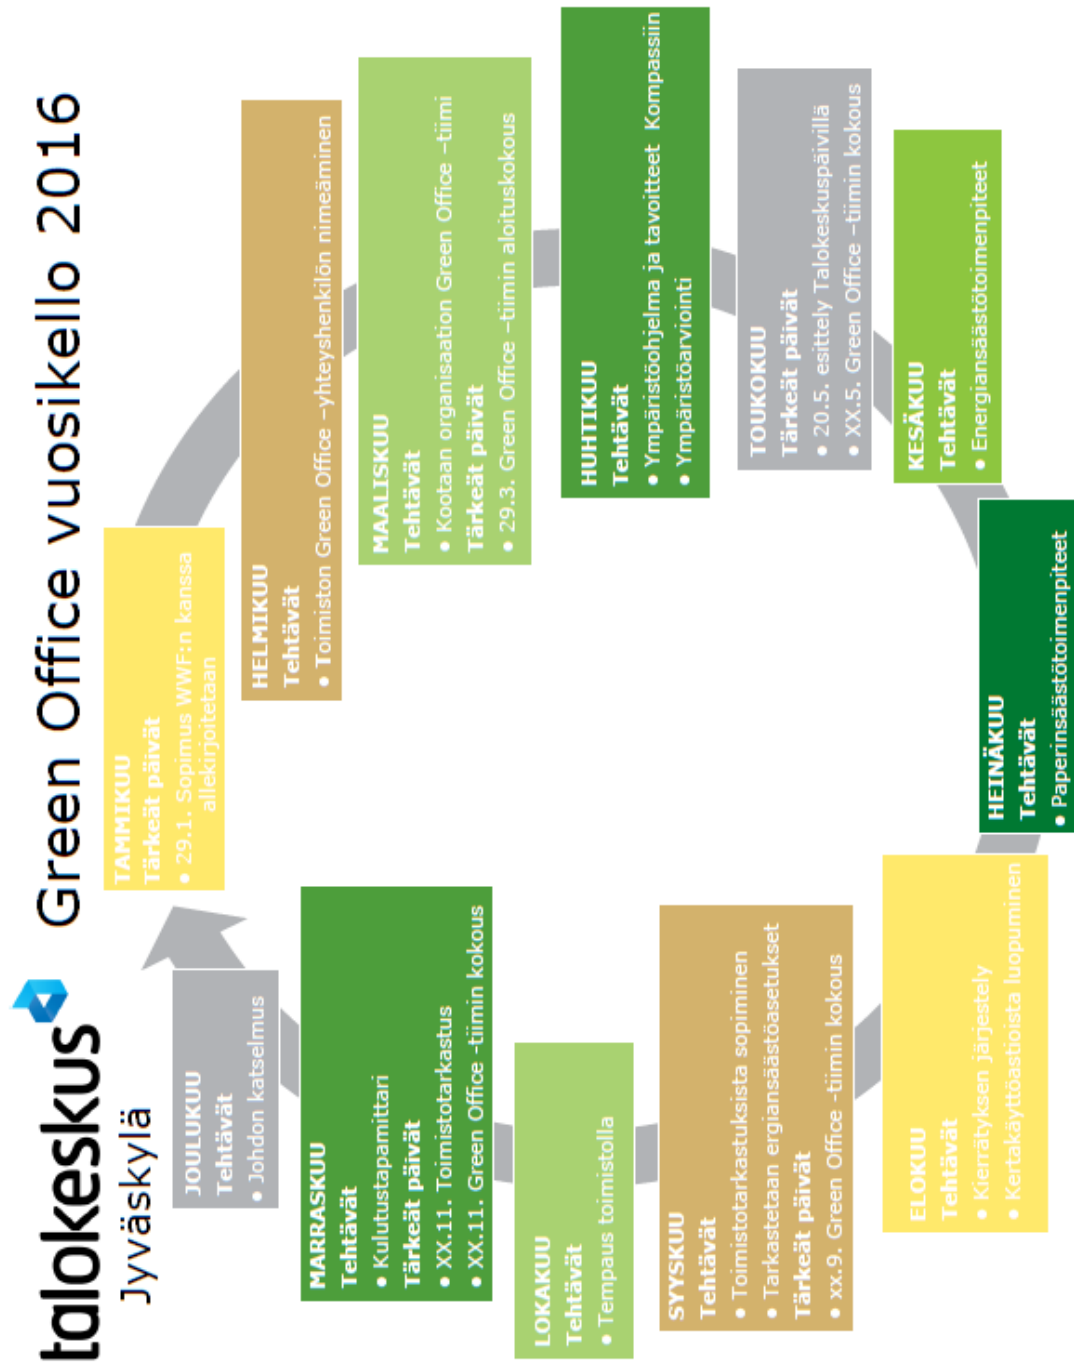 talokeskus
Jyväskylä
Green Office vuosikello 2016
TAMMIKUU
Tärkeät päivät
• 29.1. Sopimus WWF:n kanssa
allekirjoitetaan
HELMIKUU
Tehtävät
• Toimiston Green Office –yhteyshenkilön nimeäminen
MAALISKUU
Tehtävät
• Kootaan organisaation Green Office –tiimi
Tärkeät päivät
• 29.3. Green Office –tiimin aloituskokous
HUHTIKUU
Tehtävät
• Ympäristöohjelma ja tavoitteet Kompassiin
• Ympäristöarviointi
TOUKOKUU
Tärkeät päivät
• 20.5. esittely Talokeskuspäivillä
• XX.5. Green Office –tiimin kokous
KESÄKUU
Tehtävät
• Energiansäästötoimenpiteet
HEINÄKUU
Tehtävät
• Paperinsäästötoimenpiteet
ELOKUU
Tehtävät
• Kierrätyksen järjestely
• Kertakäyttöastioista luopuminen
SYYSKUU
Tehtävät
• Toimistotarkastuksista sopiminen
• Tarkastetaan ergiansäästöasetukset
Tärkeät päivät
• xx.9. Green Office -tiimin kokous
LOKAKUU
Tehtävät
• Tempaus toimistolla
MARRASKUU
Tehtävät
• Kulutustapamittari
Tärkeät päivät
• XX.11. Toimistotarkastus
• XX.11. Green Office -tiimin kokous
JOULUKUU
Tehtävät
• Johdon katselmus